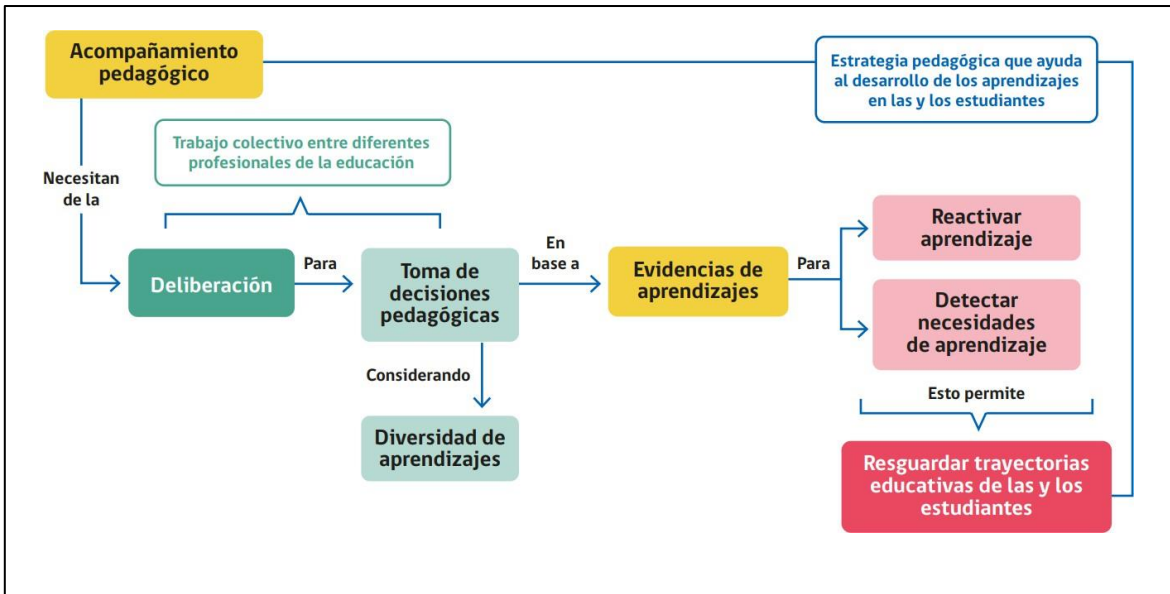 Acompañamiento
pedagógico
Estrategia pedagógica que ayuda
al desarrollo de los aprendizajes
en las y los estudiantes
Trabajo colectivo entre diferentes
profesionales de la educación
Necesitan
de la
Deliberación
Para
Toma de
decisiones
pedagógicas
En
base a
Evidencias de
aprendizajes
Para
Reactivar
aprendizaje
Detectar
necesidades
de aprendizaje
Considerando
Diversidad de
aprendizajes
Esto permite
Resguardar trayectorias
educativas de las y los
estudiantes